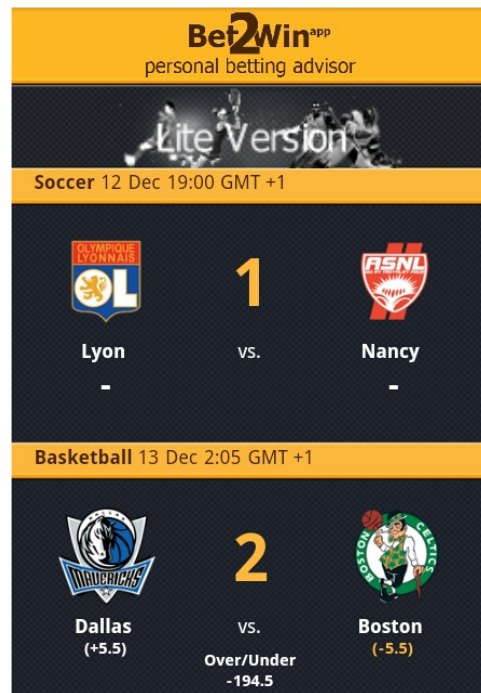 Bet2Winapp
personal betting advisor
Lite Version
Soccer 12 Dec 19:00 GMT +1
OLYMPIQUE
LYONNAIS
OL
1
ASNL
Lyon
vs.
Nancy
-
-
Basketball 13 Dec 2:05 GMT +1
DALLAS
MAVERICKS
2
BOSTON CELTICS
Dallas
vs.
Boston
(+5.5)
(-5.5)
Over/Under
-194.5